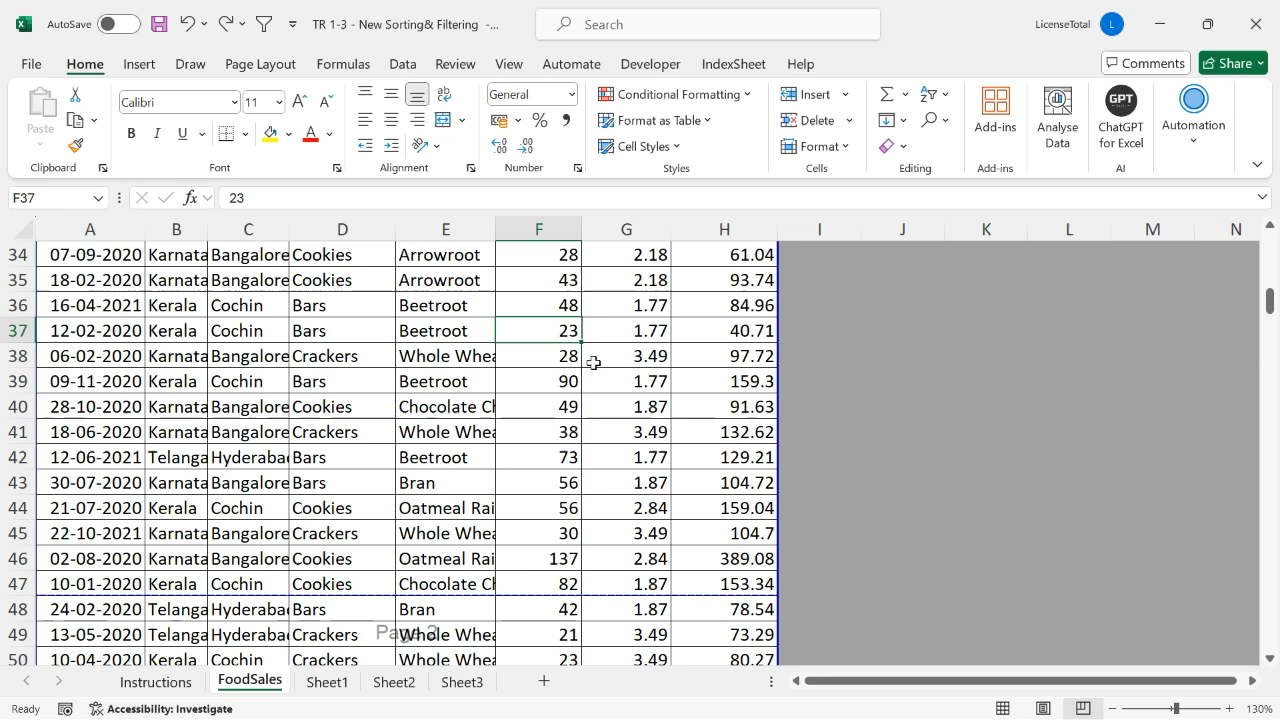 AutoSave TR 1-3 - New Sorting& Filtering -... Search LicenseTotal L
File Home Insert Draw Page Layout Formulas Data Review View Automate Developer IndexSheet Help Comments Share
Paste Calibri 11 General Conditional Formatting Insert GPT
B I U Format as Table Delete Add-ins Analyse Data ChatGPT for Excel Automation
Cell Styles Format
Clipboard Font Alignment Number Styles Cells Editing Add-ins AI
F37 fx 23
A B C D E F G H I J K L M N
34 07-09-2020 Karnata Bangalore Cookies Arrowroot 28 2.18 61.04
35 18-02-2020 Karnata Bangalore Cookies Arrowroot 43 2.18 93.74
36 16-04-2021 Kerala Cochin Bars Beetroot 48 1.77 84.96
37 12-02-2020 Kerala Cochin Bars Beetroot 23 1.77 40.71
38 06-02-2020 Karnata Bangalore Crackers Whole Whea 28 3.49 97.72
39 09-11-2020 Kerala Cochin Bars Beetroot 90 1.77 159.3
40 28-10-2020 Karnata Bangalore Cookies Chocolate Ch 49 1.87 91.63
41 18-06-2020 Karnata Bangalore Crackers Whole Whea 38 3.49 132.62
42 12-06-2021 Telanga Hyderaba Bars Beetroot 73 1.77 129.21
43 30-07-2020 Karnata Bangalore Bars Bran 56 1.87 104.72
44 21-07-2020 Kerala Cochin Cookies Oatmeal Rai 56 2.84 159.04
45 22-10-2021 Karnata Bangalore Crackers Whole Whea 30 3.49 104.7
46 02-08-2020 Karnata Bangalore Cookies Oatmeal Rai 137 2.84 389.08
47 10-01-2020 Kerala Cochin Cookies Chocolate Ch 82 1.87 153.34
48 24-02-2020 Telanga Hyderaba Bars Bran 42 1.87 78.54
49 13-05-2020 Telanga Hyderaba Crackers Whole Whea 21 3.49 73.29
Page 2
50 10-04-2020 Kerala Cochin Crackers Whole Whea 23 3.49 80.27
Instructions FoodSales Sheet1 Sheet2 Sheet3
Ready Accessibility: Investigate 130%